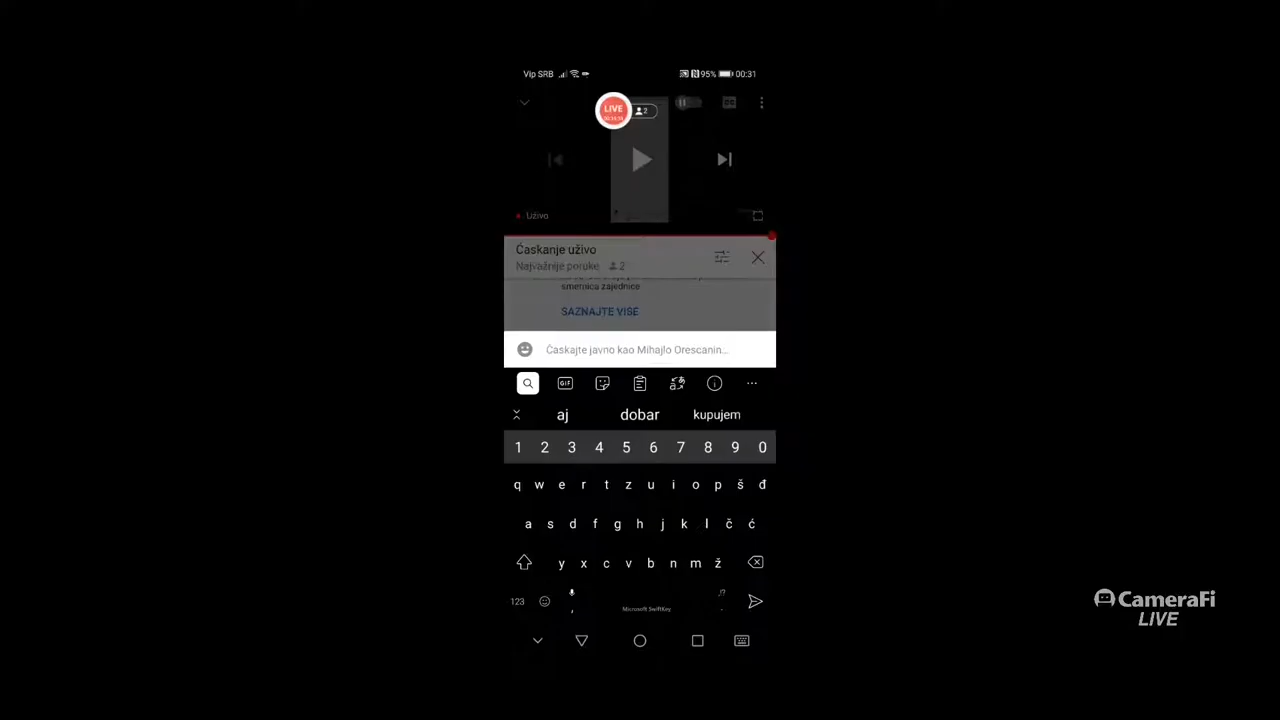 Vip SRB 95% 00:31
LIVE
2
Uživo
Ćaskanje uživo
Najvažnije poruke 2
smernica zajednice
SAZNAJTE VIŠE
Ćaskajte javno kao Mihajlo Orescanin...
GIF
aj dobar kupujem
1 2 3 4 5 6 7 8 9 0
q w e r t z u i o p š đ
a s d f g h j k l č ć
y x c v b n m ž
123 , Microsoft SwiftKey
CameraFi
LIVE